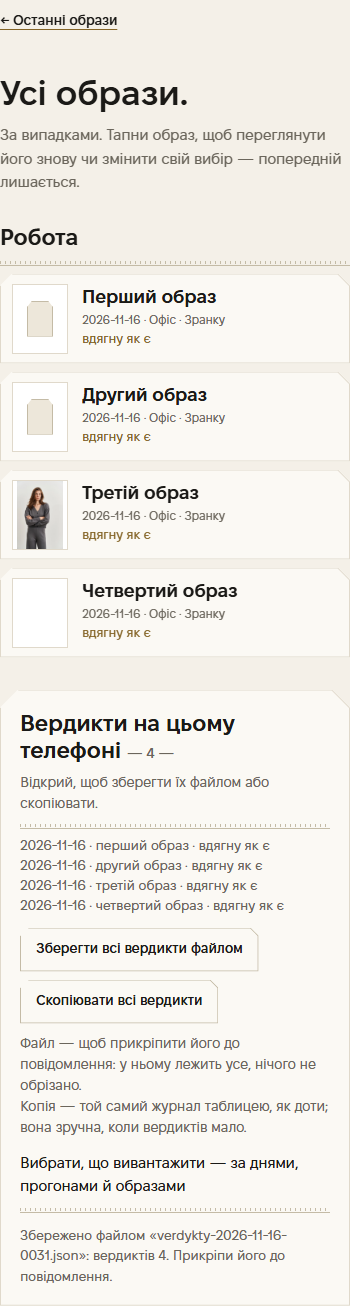 ← Останні образи
Усі образи.
За випадками. Тапни образ, щоб переглянути
його знову чи змінити свій вибір — попередній
лишається.
Робота
Перший образ
2026-11-16 · Офіс · Зранку
вдягну як є
Другий образ
2026-11-16 · Офіс · Зранку
вдягну як є
Третій образ
2026-11-16 · Офіс · Зранку
вдягну як є
Четвертий образ
2026-11-16 · Офіс · Зранку
вдягну як є
Вердикти на цьому
телефоні — 4 —
Відкрий, щоб зберегти їх файлом або
скопіювати.
2026-11-16 · перший образ · вдягну як є
2026-11-16 · другий образ · вдягну як є
2026-11-16 · третій образ · вдягну як є
2026-11-16 · четвертий образ · вдягну як є
Зберегти всі вердикти файлом
Скопіювати всі вердикти
Файл — щоб прикріпити його до
повідомлення: у ньому лежить усе, нічого не
обрізано.
Копія — той самий журнал таблицею, як доти;
вона зручна, коли вердиктів мало.
Вибрати, що вивантажити — за днями,
прогонами й образами
Збережено файлом «verdykty-2026-11-16-
0031.json»: вердиктів 4. Прикріпи його до
повідомлення.